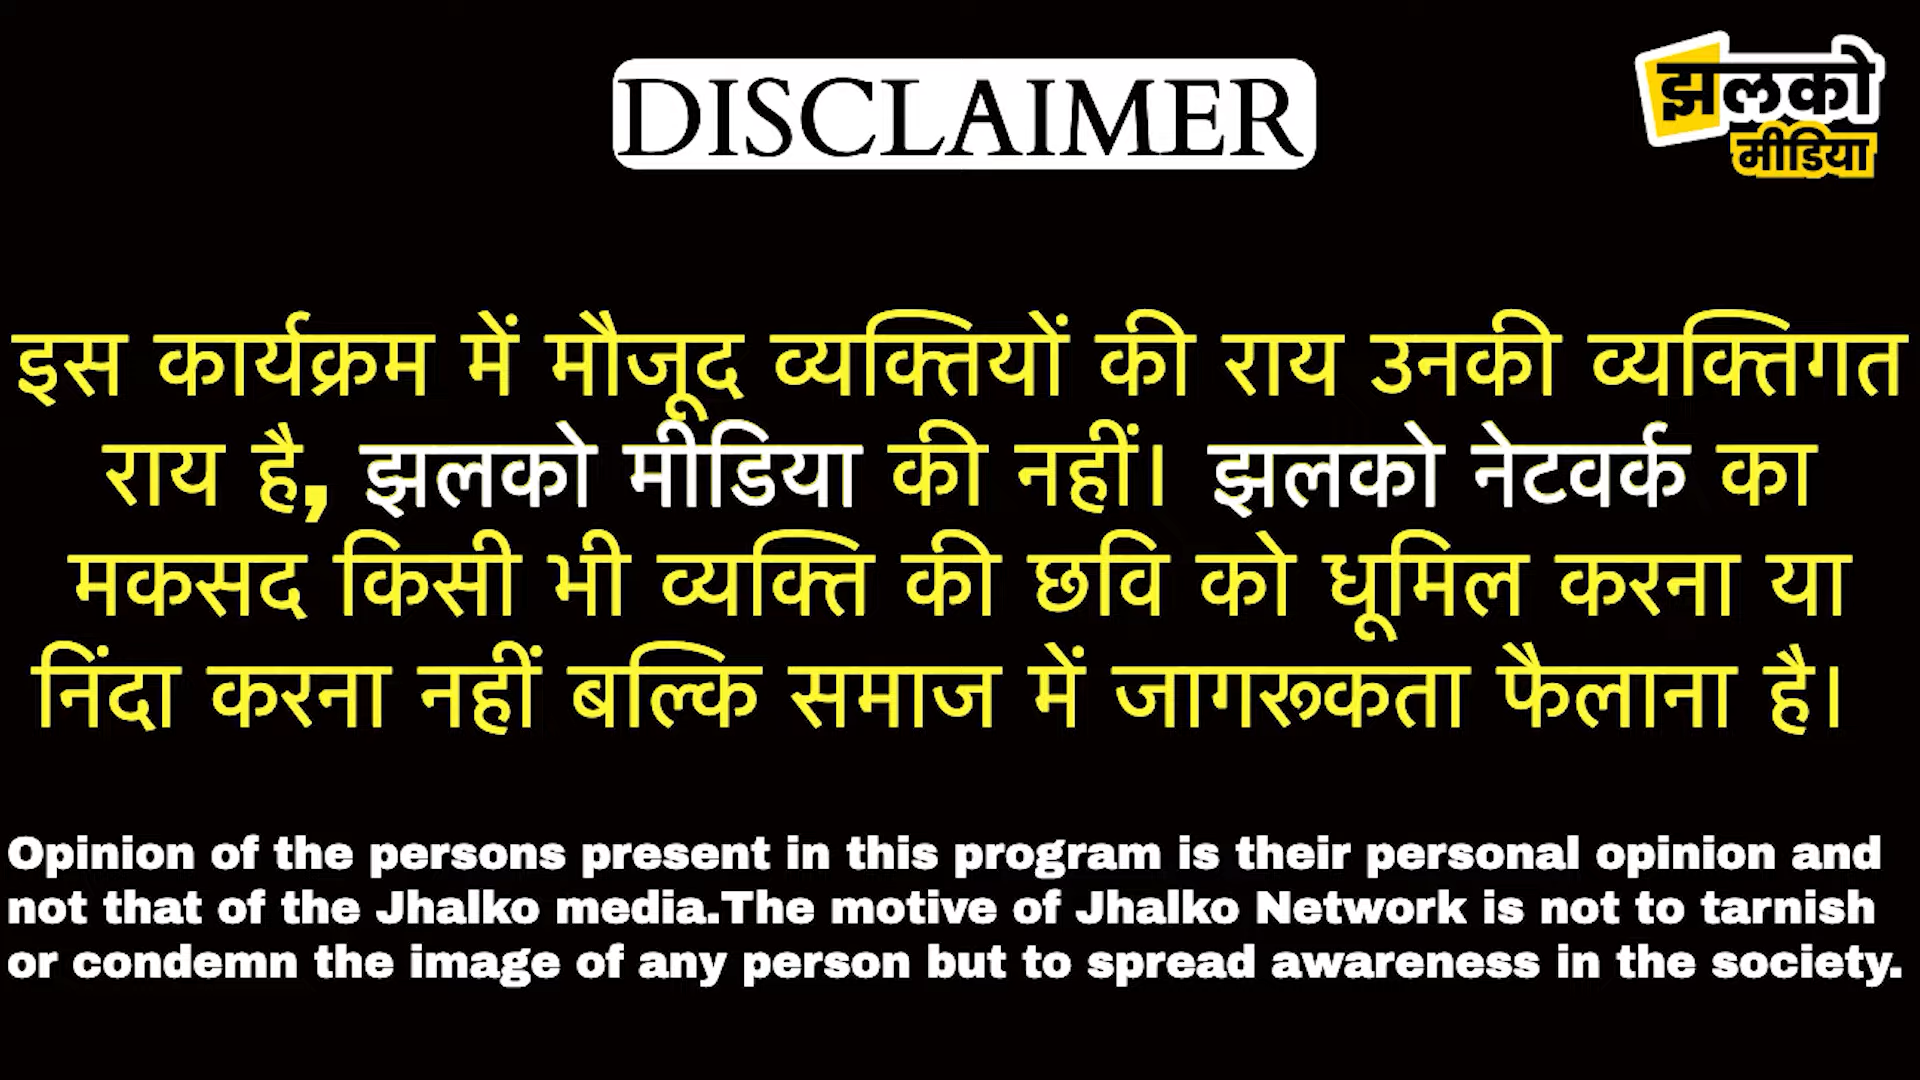 DISCLAIMER
झलको
मीडिया
इस कार्यक्रम में मौजूद व्यक्तियों की राय उनकी व्यक्तिगत
राय है, झलको मीडिया की नहीं। झलको नेटवर्क का
मकसद किसी भी व्यक्ति की छवि को धूमिल करना या
निंदा करना नहीं बल्कि समाज में जागरूकता फैलाना है।
Opinion of the persons present in this program is their personal opinion and
not that of the Jhalko media.The motive of Jhalko Network is not to tarnish
or condemn the image of any person but to spread awareness in the society.